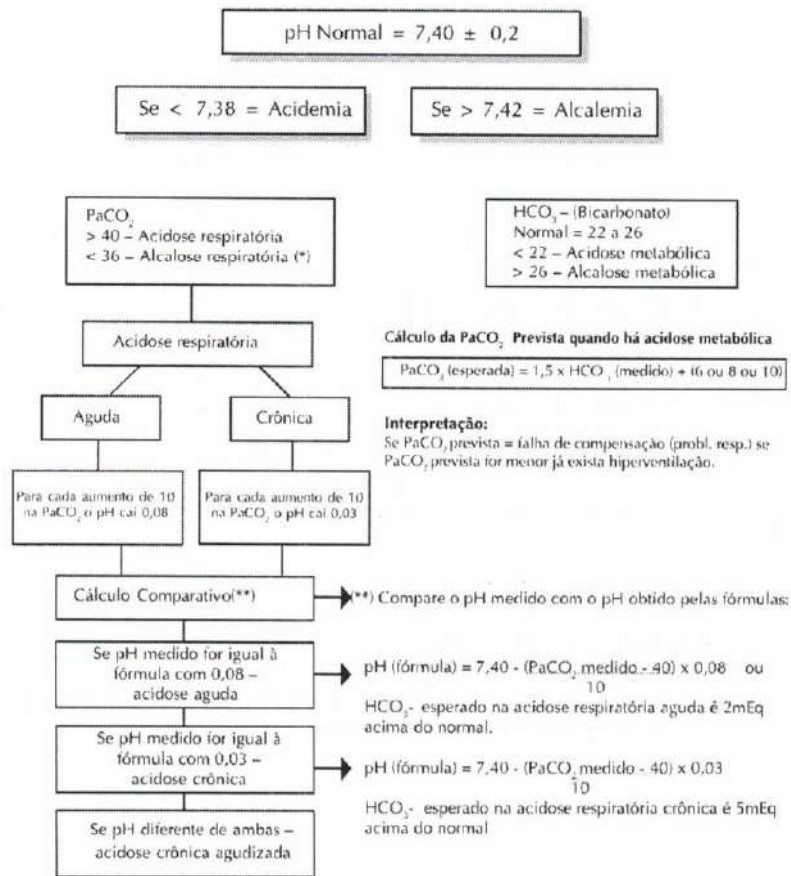 pH Normal = 7,40 ± 0,2
Se < 7,38 = Acidemia
Se > 7,42 = Alcalemia
PaCO₂
> 40 – Acidose respiratória
< 36 – Alcalose respiratória (*)
HCO₃ – (Bicarbonato)
Normal = 22 a 26
< 22 – Acidose metabólica
> 26 – Alcalose metabólica
Acidose respiratória
Aguda
Crônica
Para cada aumento de 10
na PaCO₂ o pH cai 0,08
Para cada aumento de 10
na PaCO₂ o pH cai 0,03
Cálculo da PaCO₂ Prevista quando há acidose metabólica
PaCO₂ (esperada) = 1,5 x HCO₃ (medido) + (6 ou 8 ou 10)
Interpretação:
Se PaCO₂ prevista = falha de compensação (probl. resp.) se
PaCO₂ prevista for menor já exista hiperventilação.
Cálculo Comparativo(**)
(**) Compare o pH medido com o pH obtido pelas fórmulas:
Se pH medido for igual à
fórmula com 0,08 –
acidose aguda
pH (fórmula) = 7,40 - (PaCO₂ medido - 40) x 0,08 ou
10
HCO₃- esperado na acidose respiratória aguda é 2mEq
acima do normal.
Se pH medido for igual à
fórmula com 0,03 –
acidose crônica
pH (fórmula) = 7,40 - (PaCO₂ medido - 40) x 0,03
10
HCO₃- esperado na acidose respiratória crônica é 5mEq
acima do normal
Se pH diferente de ambas –
acidose crônica agudizada